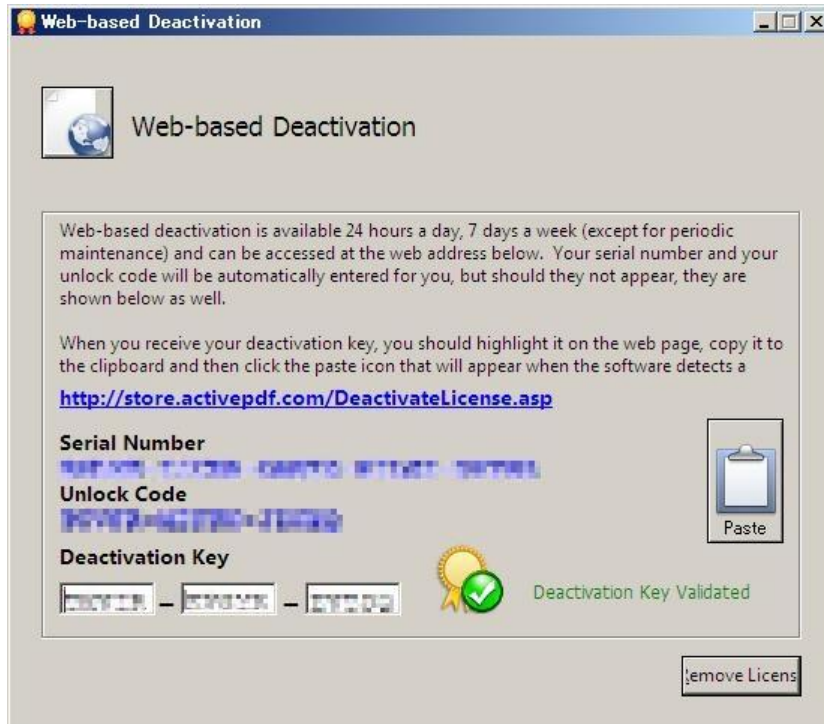 Web-based Deactivation
Web-based Deactivation
Web-based deactivation is available 24 hours a day, 7 days a week (except for periodic
maintenance) and can be accessed at the web address below.  Your serial number and your
unlock code will be automatically entered for you, but should they not appear, they are
shown below as well.
When you receive your deactivation key, you should highlight it on the web page, copy it to
the clipboard and then click the paste icon that will appear when the software detects a
http://store.activepdf.com/DeactivateLicense.asp
Serial Number
Unlock Code
Paste
Deactivation Key
– –
Deactivation Key Validated
emove Licens